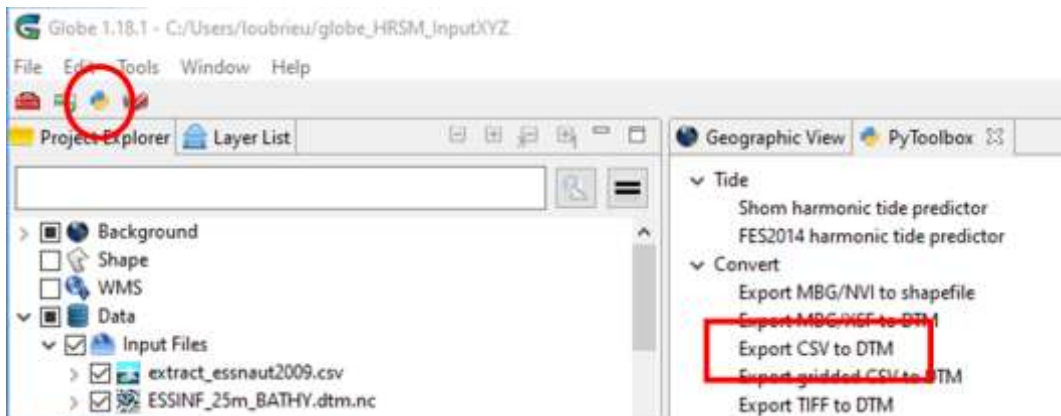 Globe 1.18.1 - C:/Users/loubrieu/globe_HRSM_InputXYZ
File Edit Tools Window Help
Project Explorer Layer List
Background
Shape
WMS
Data
Input Files
extract_essnaut2009.csv
ESSINF_25m_BATHY.dtm.nc
Geographic View PyToolbox
Tide
Shom harmonic tide predictor
FES2014 harmonic tide predictor
Convert
Export MBG/NVI to shapefile
Export MBG/XSF to DTM
Export CSV to DTM
Export gridded CSV to DTM
Export TIFF to DTM